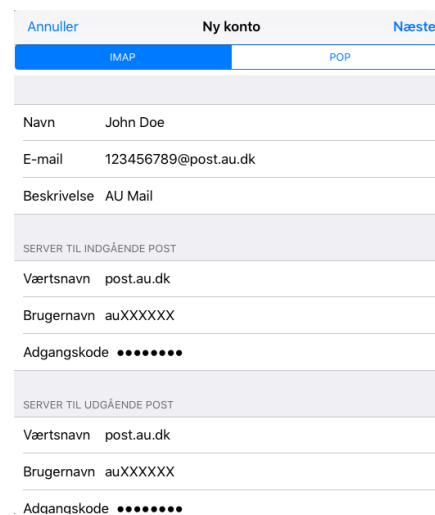 Annuller Ny konto Næste
IMAP POP
Navn John Doe
E-mail 123456789@post.au.dk
Beskrivelse AU Mail
SERVER TIL INDGÅENDE POST
Værtsnavn post.au.dk
Brugernavn auXXXXXX
Adgangskode ●●●●●●●●
SERVER TIL UDGÅENDE POST
Værtsnavn post.au.dk
Brugernavn auXXXXXX
Adgangskode ●●●●●●●●